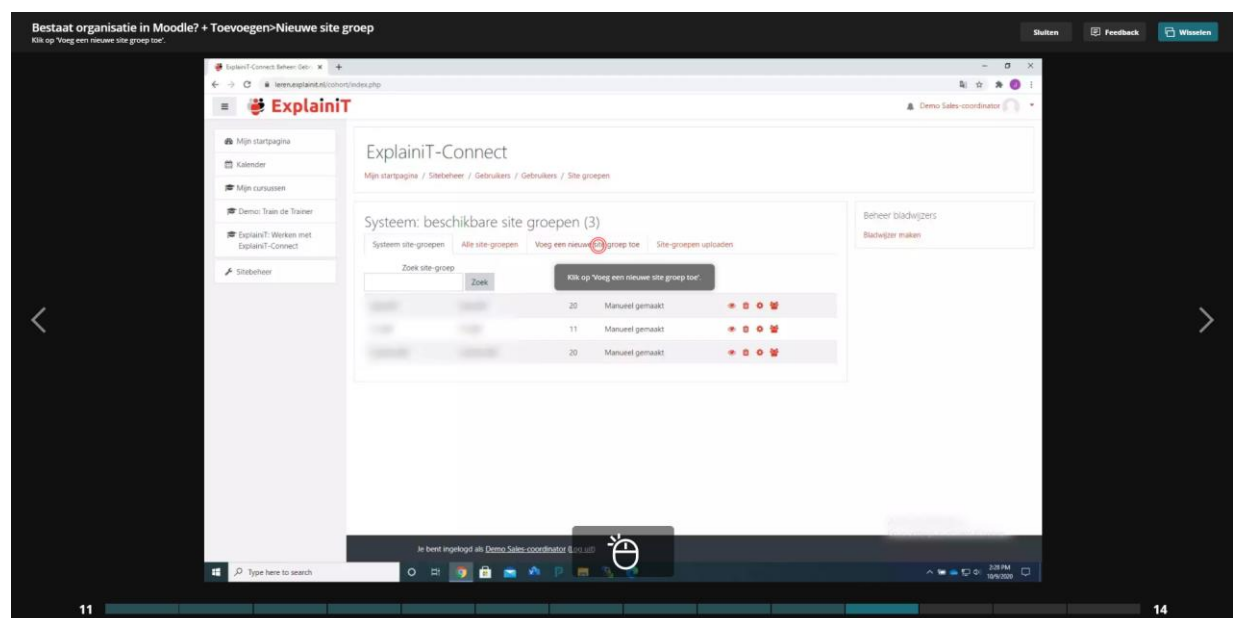 Bestaat organisatie in Moodle? + Toevoegen>Nieuwe site groep
Klik op 'Voeg een nieuwe site groep toe'.
Sluiten
Feedback
Wisselen
ExplainiT-Connect Beheer: Gebr
leren.explainit.nl/cohort/index.php
ExplainiT
Demo Sales-coordinator
Mijn startpagina
Kalender
Mijn cursussen
Demo: Train de Trainer
ExplainiT: Werken met
ExplainiT-Connect
Sitebeheer
ExplainiT-Connect
Mijn startpagina / Sitebeheer / Gebruikers / Gebruikers / Site groepen
Systeem: beschikbare site groepen (3)
Systeem site-groepen Alle site-groepen Voeg een nieuwe site groep toe Site-groepen uploaden
Zoek site-groep
Zoek
Klik op 'Voeg een nieuwe site groep toe'.
20 Manueel gemaakt
11 Manueel gemaakt
20 Manueel gemaakt
Beheer bladwijzers
Bladwijzer maken
Je bent ingelogd als Demo Sales-coordinator (Log uit)
Type here to search
2:28 PM
10/9/2020
11
14